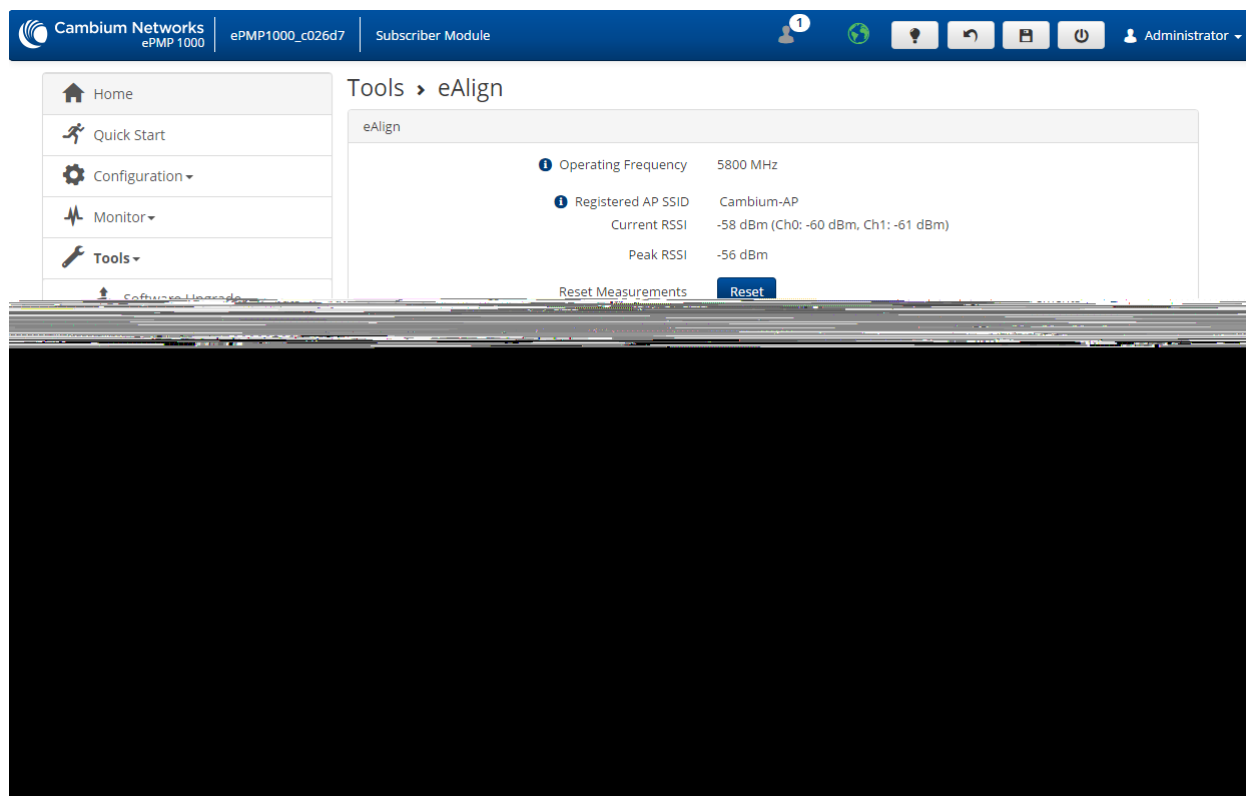 Cambium Networks
ePMP 1000
ePMP1000_c026d7
Subscriber Module
1
Administrator
Home
Quick Start
Configuration
Monitor
Tools
Software Upgrade
Tools › eAlign
eAlign
Operating Frequency 5800 MHz
Registered AP SSID Cambium-AP
Current RSSI -58 dBm (Ch0: -60 dBm, Ch1: -61 dBm)
Peak RSSI -56 dBm
Reset Measurements Reset